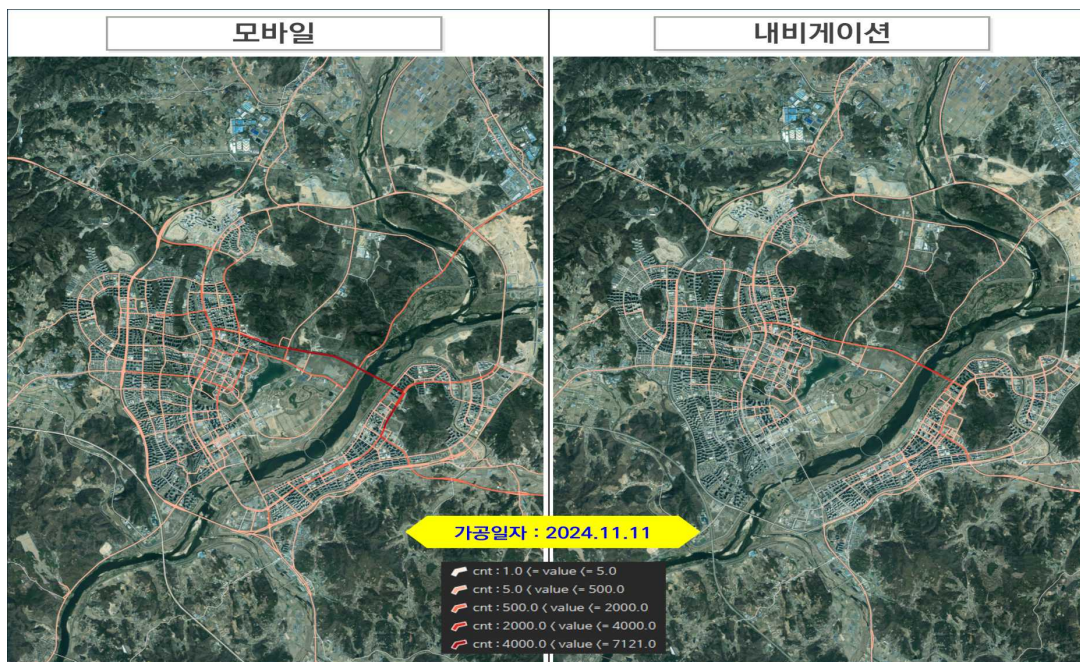 모바일
내비게이션
가공일자 : 2024.11.11
cnt : 1.0 <= value <= 5.0
cnt : 5.0 < value <= 500.0
cnt : 500.0 < value <= 2000.0
cnt : 2000.0 < value <= 4000.0
cnt : 4000.0 < value <= 7121.0